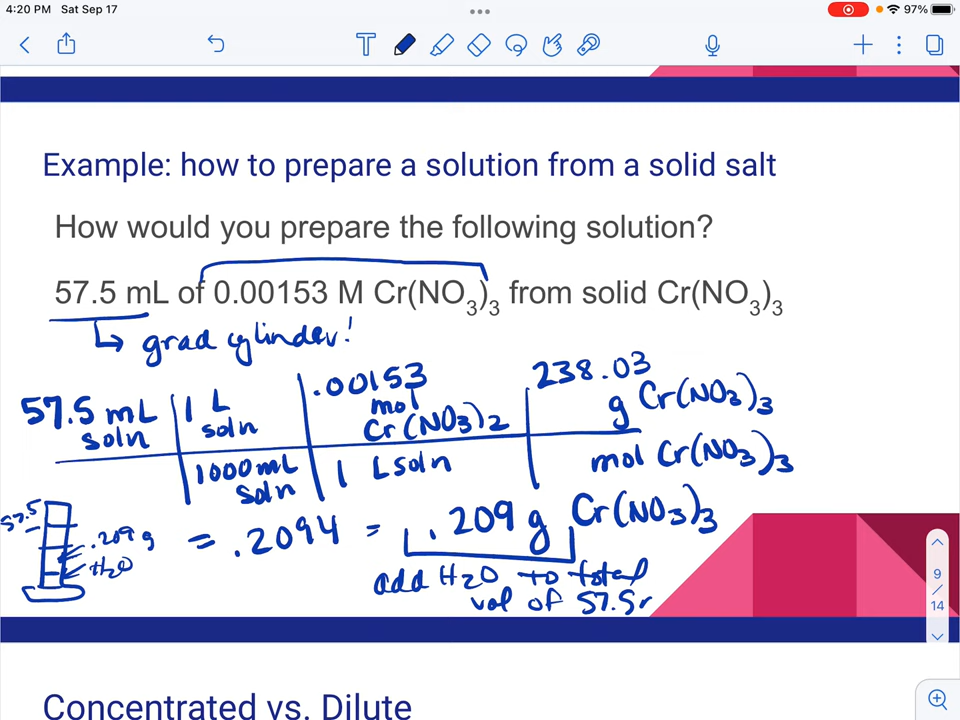 4:20 PM Sat Sep 17
97%
T
Example: how to prepare a solution from a solid salt
How would you prepare the following solution?
57.5 mL of 0.00153 M Cr(NO3)3 from solid Cr(NO3)3
↳ grad cylinder!
57.5 mL soln | 1 L soln | .00153 mol Cr(NO3)2 | 238.03 g Cr(NO3)3
1000 mL soln | 1 L soln | mol Cr(NO3)3
57.5
.209 g
H2O
= .2094 = .209 g Cr(NO3)3
add H2O to total
vol of 57.5
9
/
14
Concentrated vs. Dilute